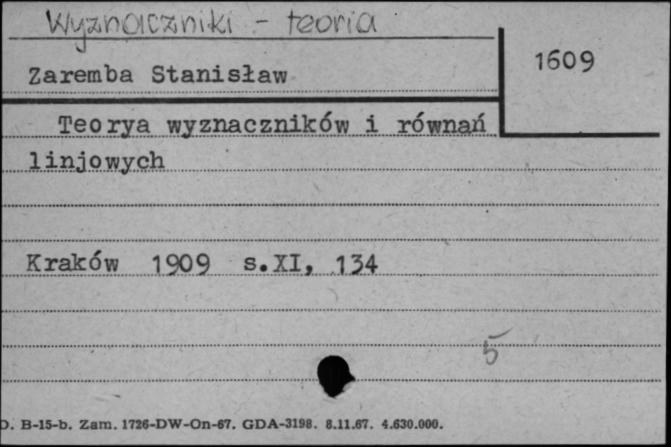 Wyznaczniki - teoria
Zaremba Stanisław
1609
Teorya wyznaczników i równań
linjowych
Kraków 1909 s.XI, 134
5
D. B-15-b. Zam. 1726-DW-On-67. GDA-3198. 8.11.67. 4.630.000.